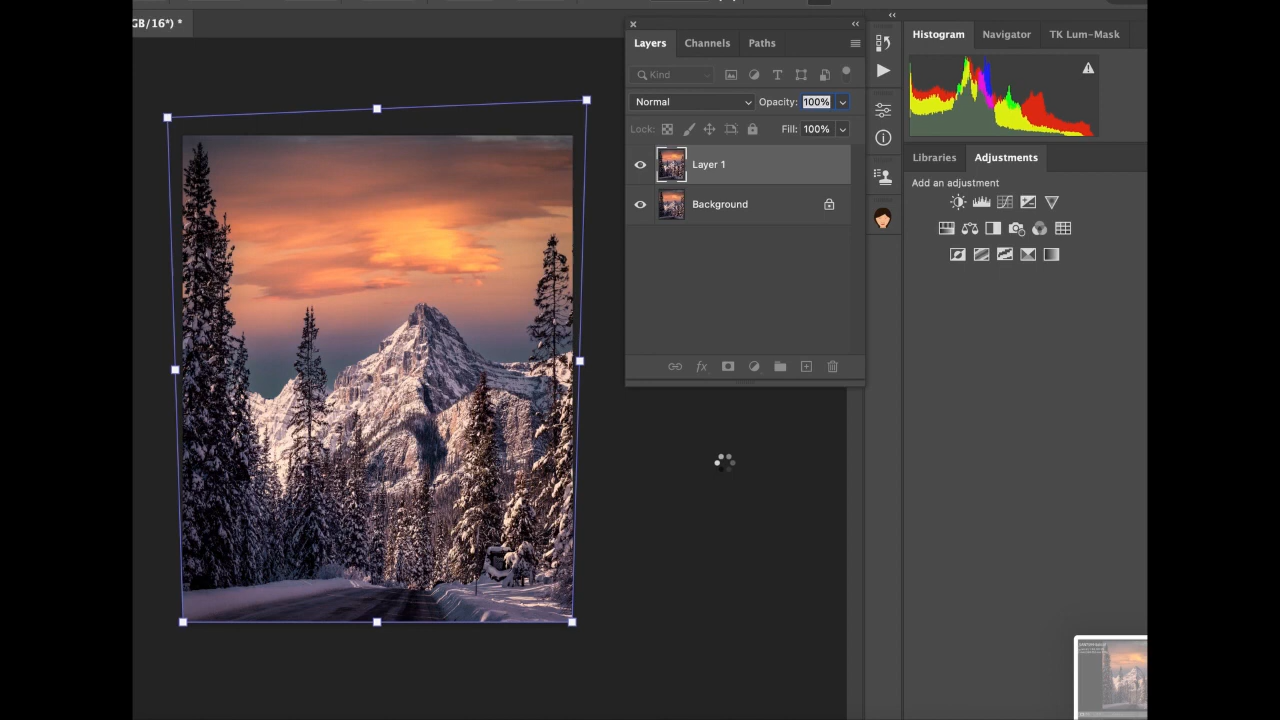 GB/16*) *
Layers Channels Paths
Kind
Normal Opacity: 100%
Lock: Fill: 100%
Layer 1
Background
Histogram Navigator TK Lum-Mask
Libraries Adjustments
Add an adjustment